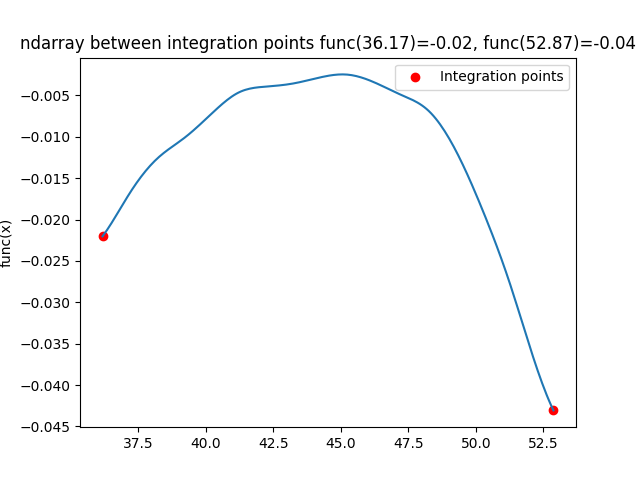 ndarray between integration points func(36.17)=-0.02, func(52.87)=-0.04
Integration points
func(x)
−0.005
−0.010
−0.015
−0.020
−0.025
−0.030
−0.035
−0.040
−0.045
37.5 40.0 42.5 45.0 47.5 50.0 52.5